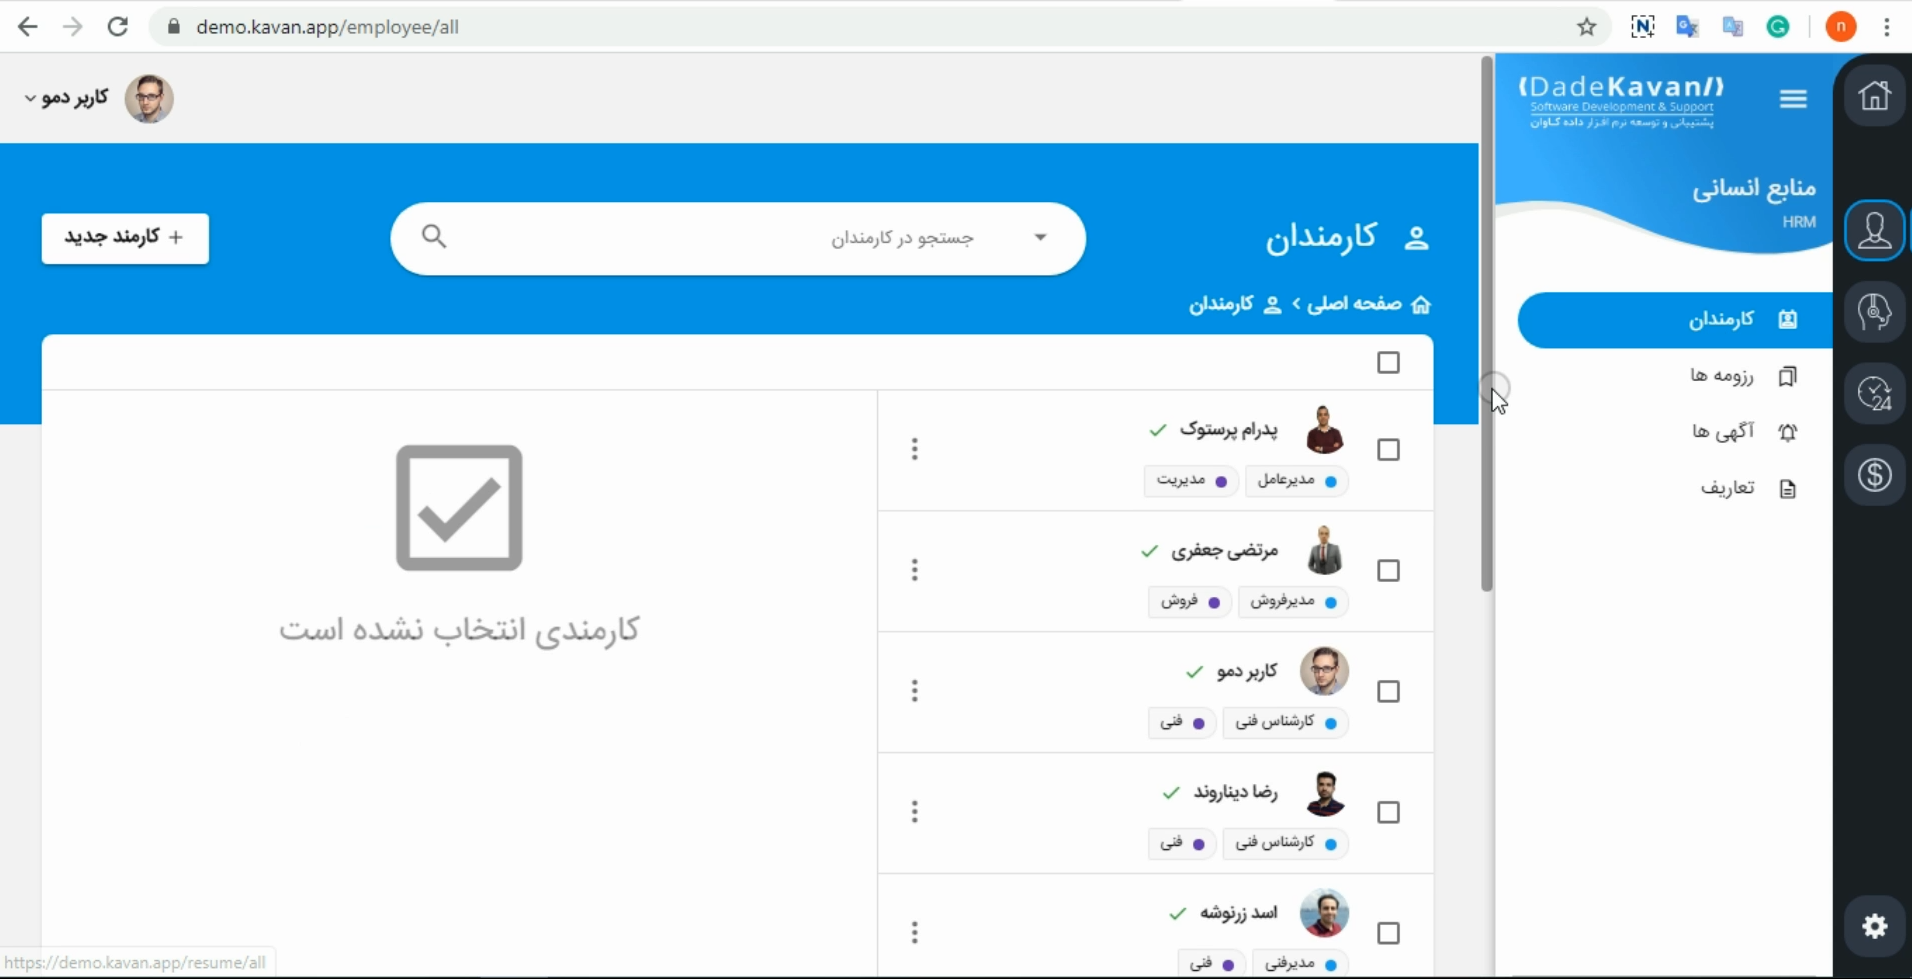 demo.kavan.app/employee/all
n
DadeKavan
Software Development & Support
پشتیبانی و توسعه نرم افزار داده کاوان
منابع انسانی
HRM
کارمندان
رزومه ها
آگهی ها
تعاریف
24
کاربر دمو
کارمندان
جستجو در کارمندان
+ کارمند جدید
صفحه اصلی › کارمندان
پدرام پرستوک
مدیرعامل
مدیریت
مرتضی جعفری
مدیرفروش
فروش
کاربر دمو
کارشناس فنی
فنی
رضا دیناروند
کارشناس فنی
فنی
اسد زرنوشه
مدیرفنی
فنی
کارمندی انتخاب نشده است
https://demo.kavan.app/resume/all